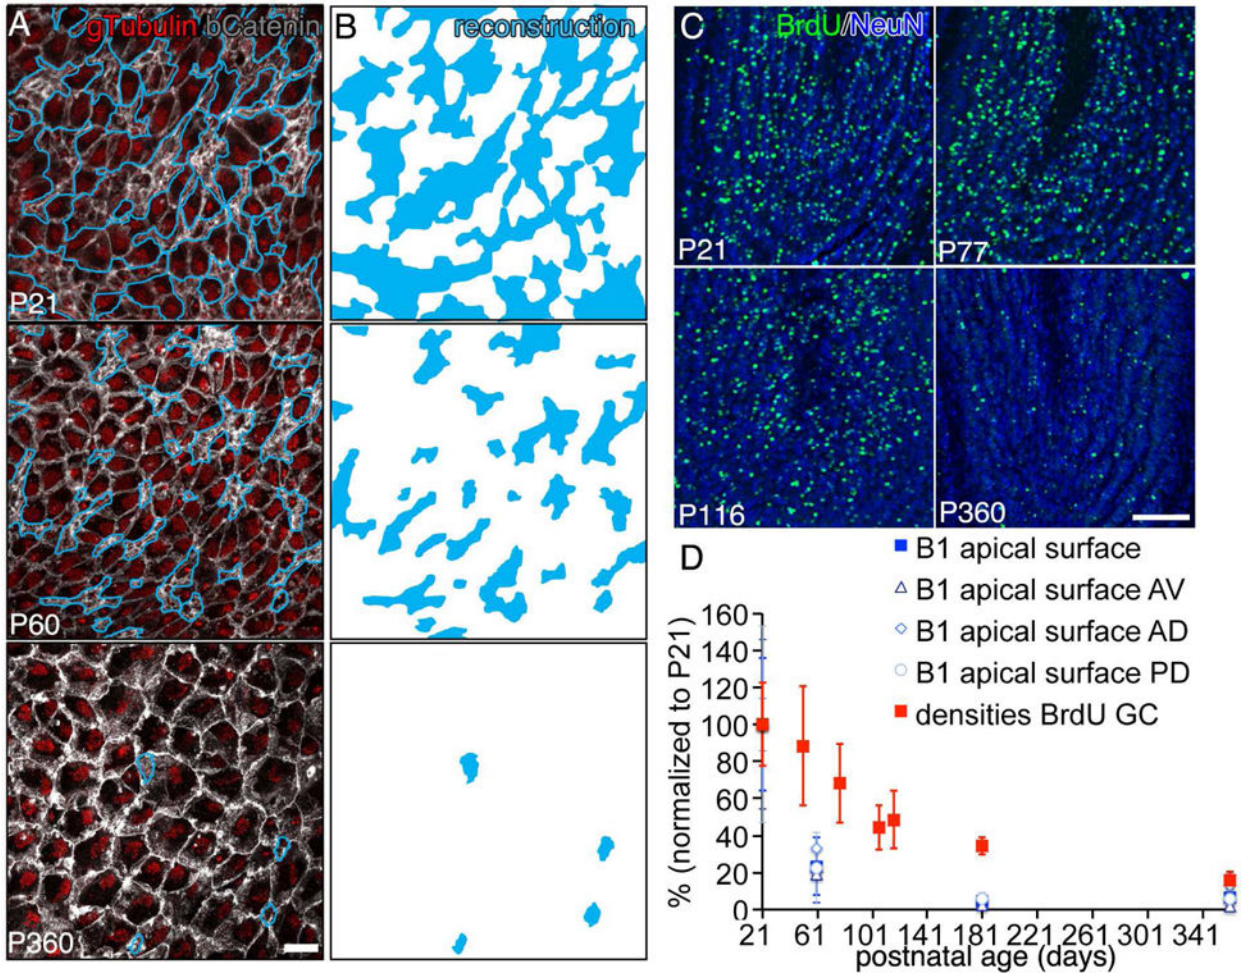 A gTubulin bCatenin
B reconstruction
C BrdU/NeuN
P21
P60
P360
P21
P77
P116
P360
D
B1 apical surface
B1 apical surface AV
B1 apical surface AD
B1 apical surface PD
densities BrdU GC
% (normalized to P21)
160
140
120
100
80
60
40
20
0
21 61 101 141 181 221 261 301 341
postnatal age (days)